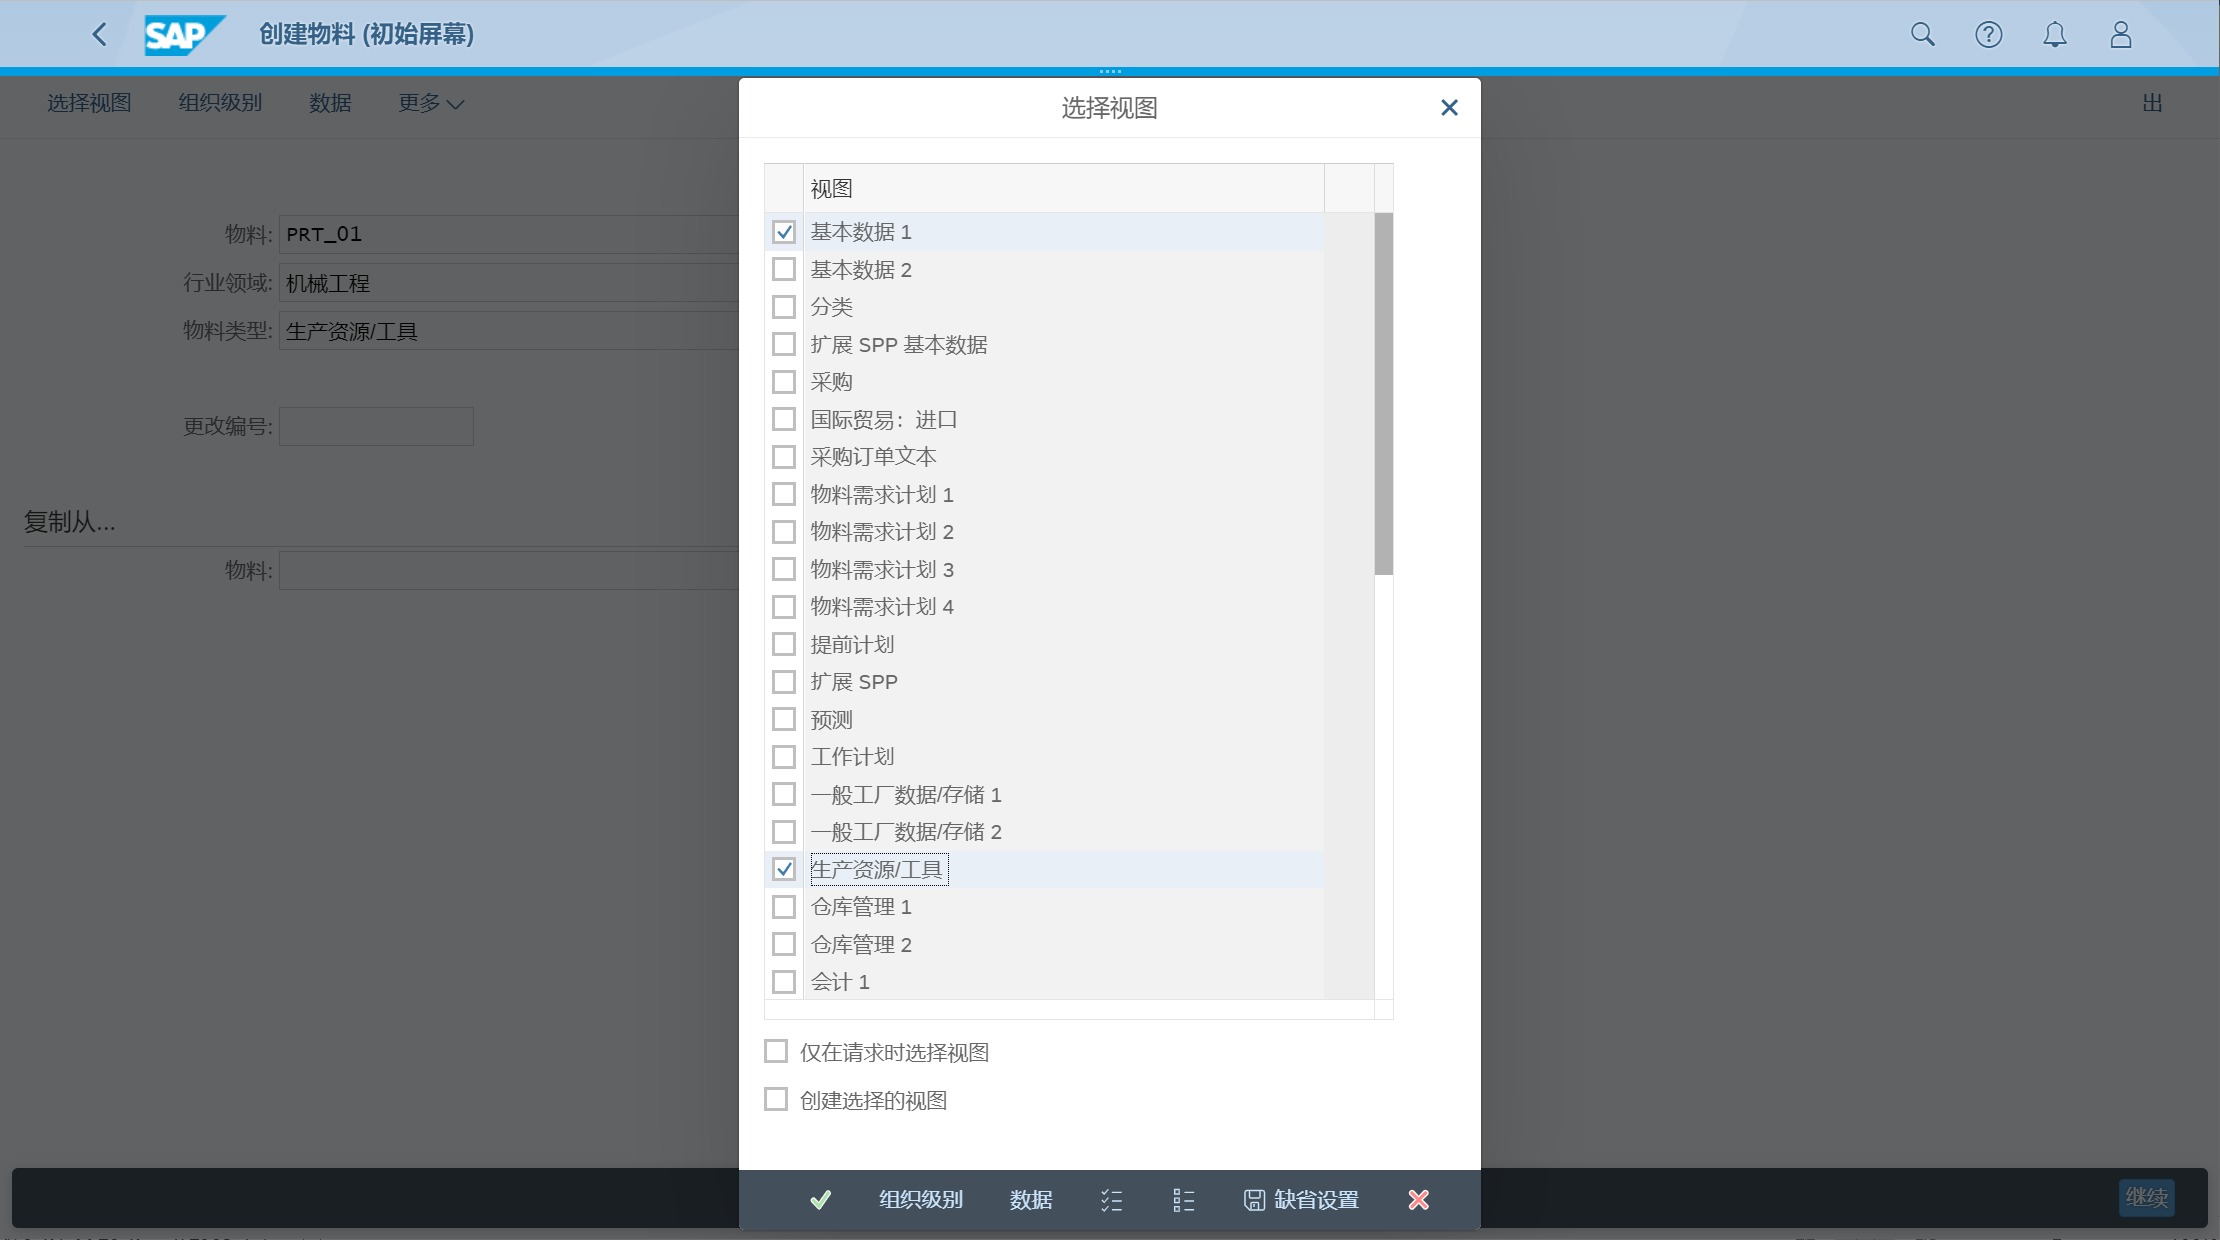 SAP 创建物料 (初始屏幕)
选择视图 组织级别 数据 更多
出
物料: PRT_01
行业领域: 机械工程
物料类型: 生产资源/工具
更改编号:
复制从...
物料:
选择视图
视图
基本数据 1
基本数据 2
分类
扩展 SPP 基本数据
采购
国际贸易：进口
采购订单文本
物料需求计划 1
物料需求计划 2
物料需求计划 3
物料需求计划 4
提前计划
扩展 SPP
预测
工作计划
一般工厂数据/存储 1
一般工厂数据/存储 2
生产资源/工具
仓库管理 1
仓库管理 2
会计 1
仅在请求时选择视图
创建选择的视图
组织级别 数据 缺省设置
继续